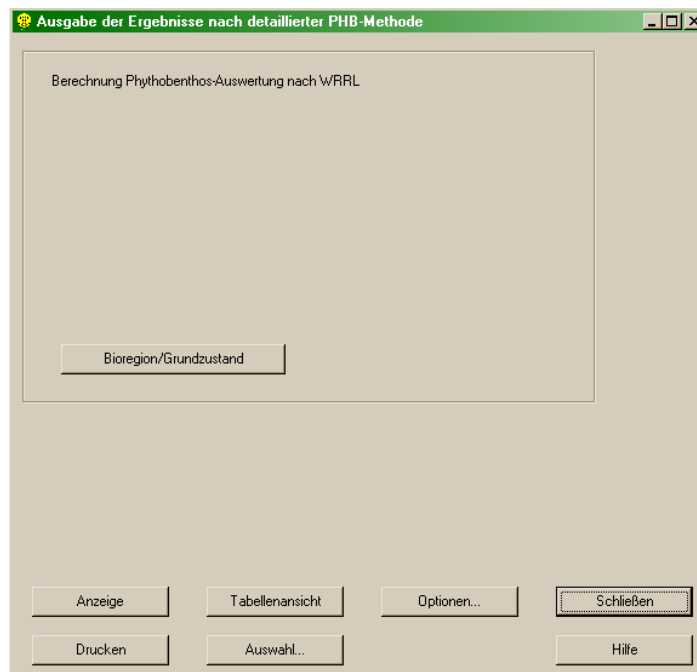 Ausgabe der Ergebnisse nach detaillierter PHB-Methode
Berechnung Phythobenthos-Auswertung nach WRRL
Bioregion/Grundzustand
Anzeige Tabellenansicht Optionen... Schließen
Drucken Auswahl... Hilfe